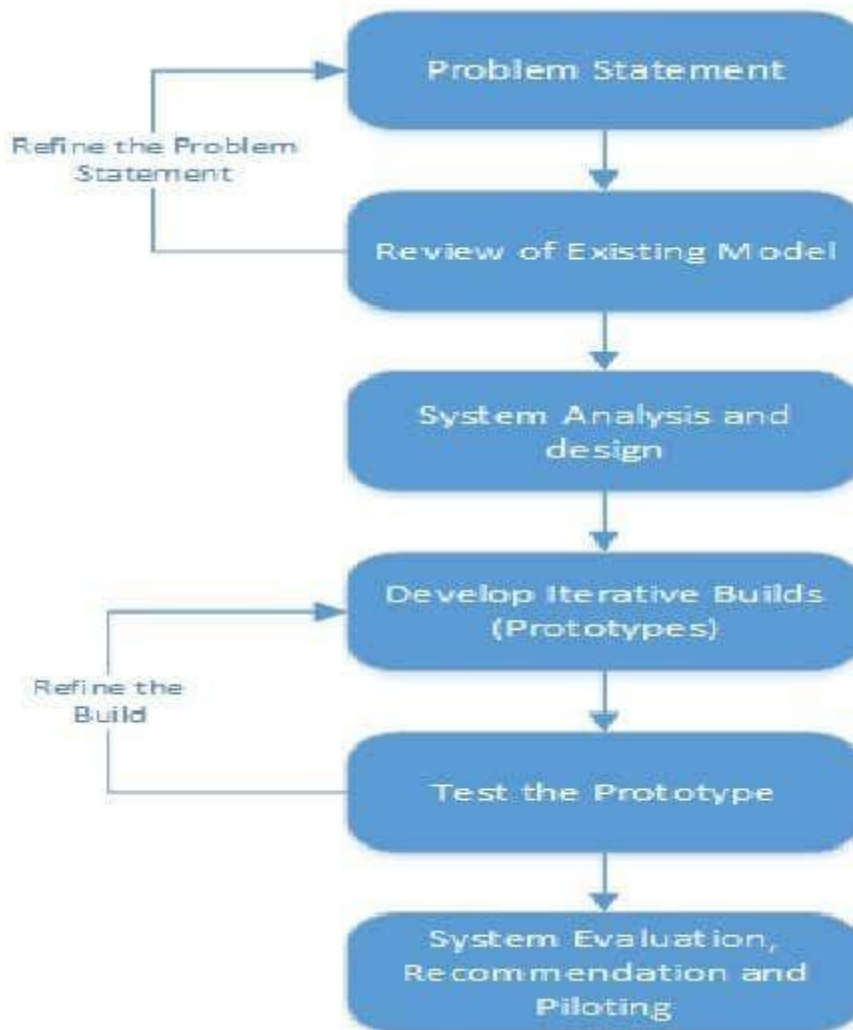 Problem Statement
Refine the Problem
Statement
Review of Existing Model
System Analysis and
design
Develop Iterative Builds
(Prototypes)
Refine the
Build
Test the Prototype
System Evaluation,
Recommendation and
Piloting